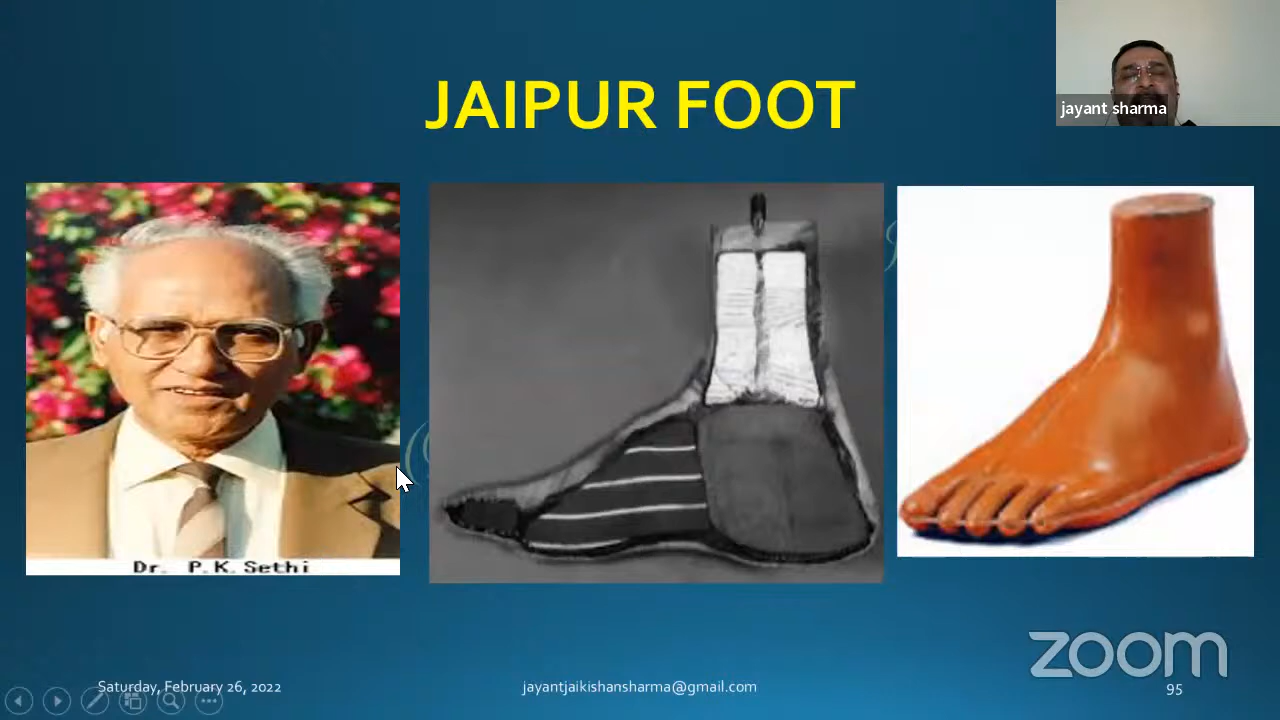 JAIPUR FOOT
jayant sharma
Dr. P.K.Sethi
zoom
Saturday, February 26, 2022
jayantjaikishansharma@gmail.com
95